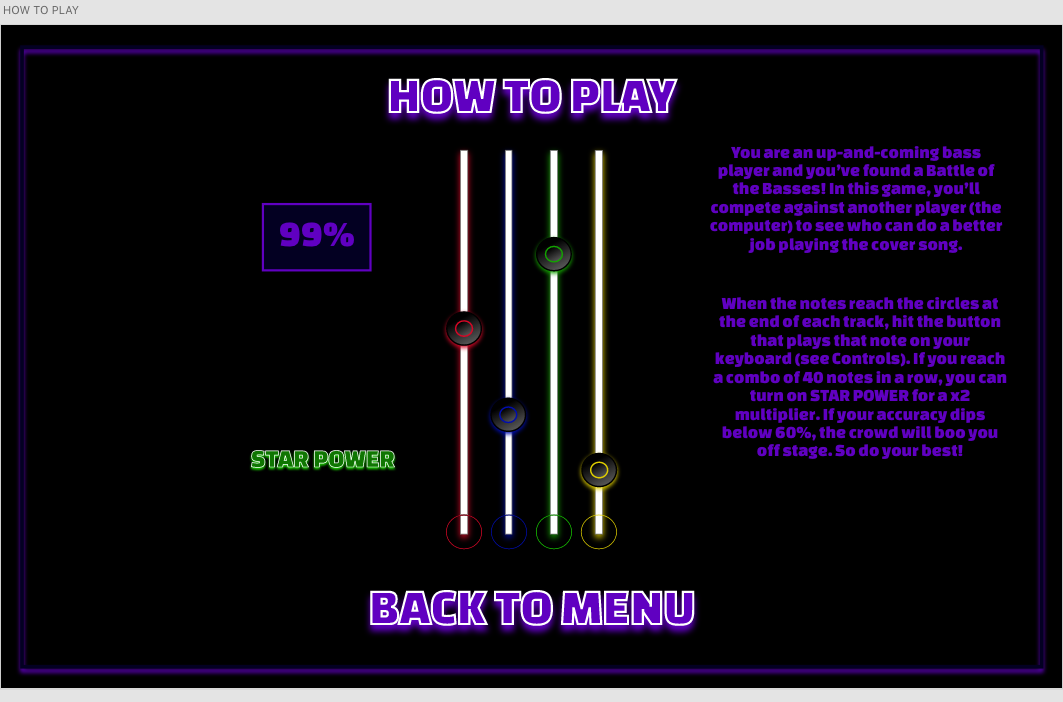 HOW TO PLAY
HOW TO PLAY
99%
STAR POWER
You are an up-and-coming bass
player and you've found a Battle of
the Basses! In this game, you'll
compete against another player (the
computer) to see who can do a better
job playing the cover song.
When the notes reach the circles at
the end of each track, hit the button
that plays that note on your
keyboard (see Controls). If you reach
a combo of 40 notes in a row, you can
turn on STAR POWER for a x2
multiplier. If your accuracy dips
below 60%, the crowd will boo you
off stage. So do your best!
BACK TO MENU